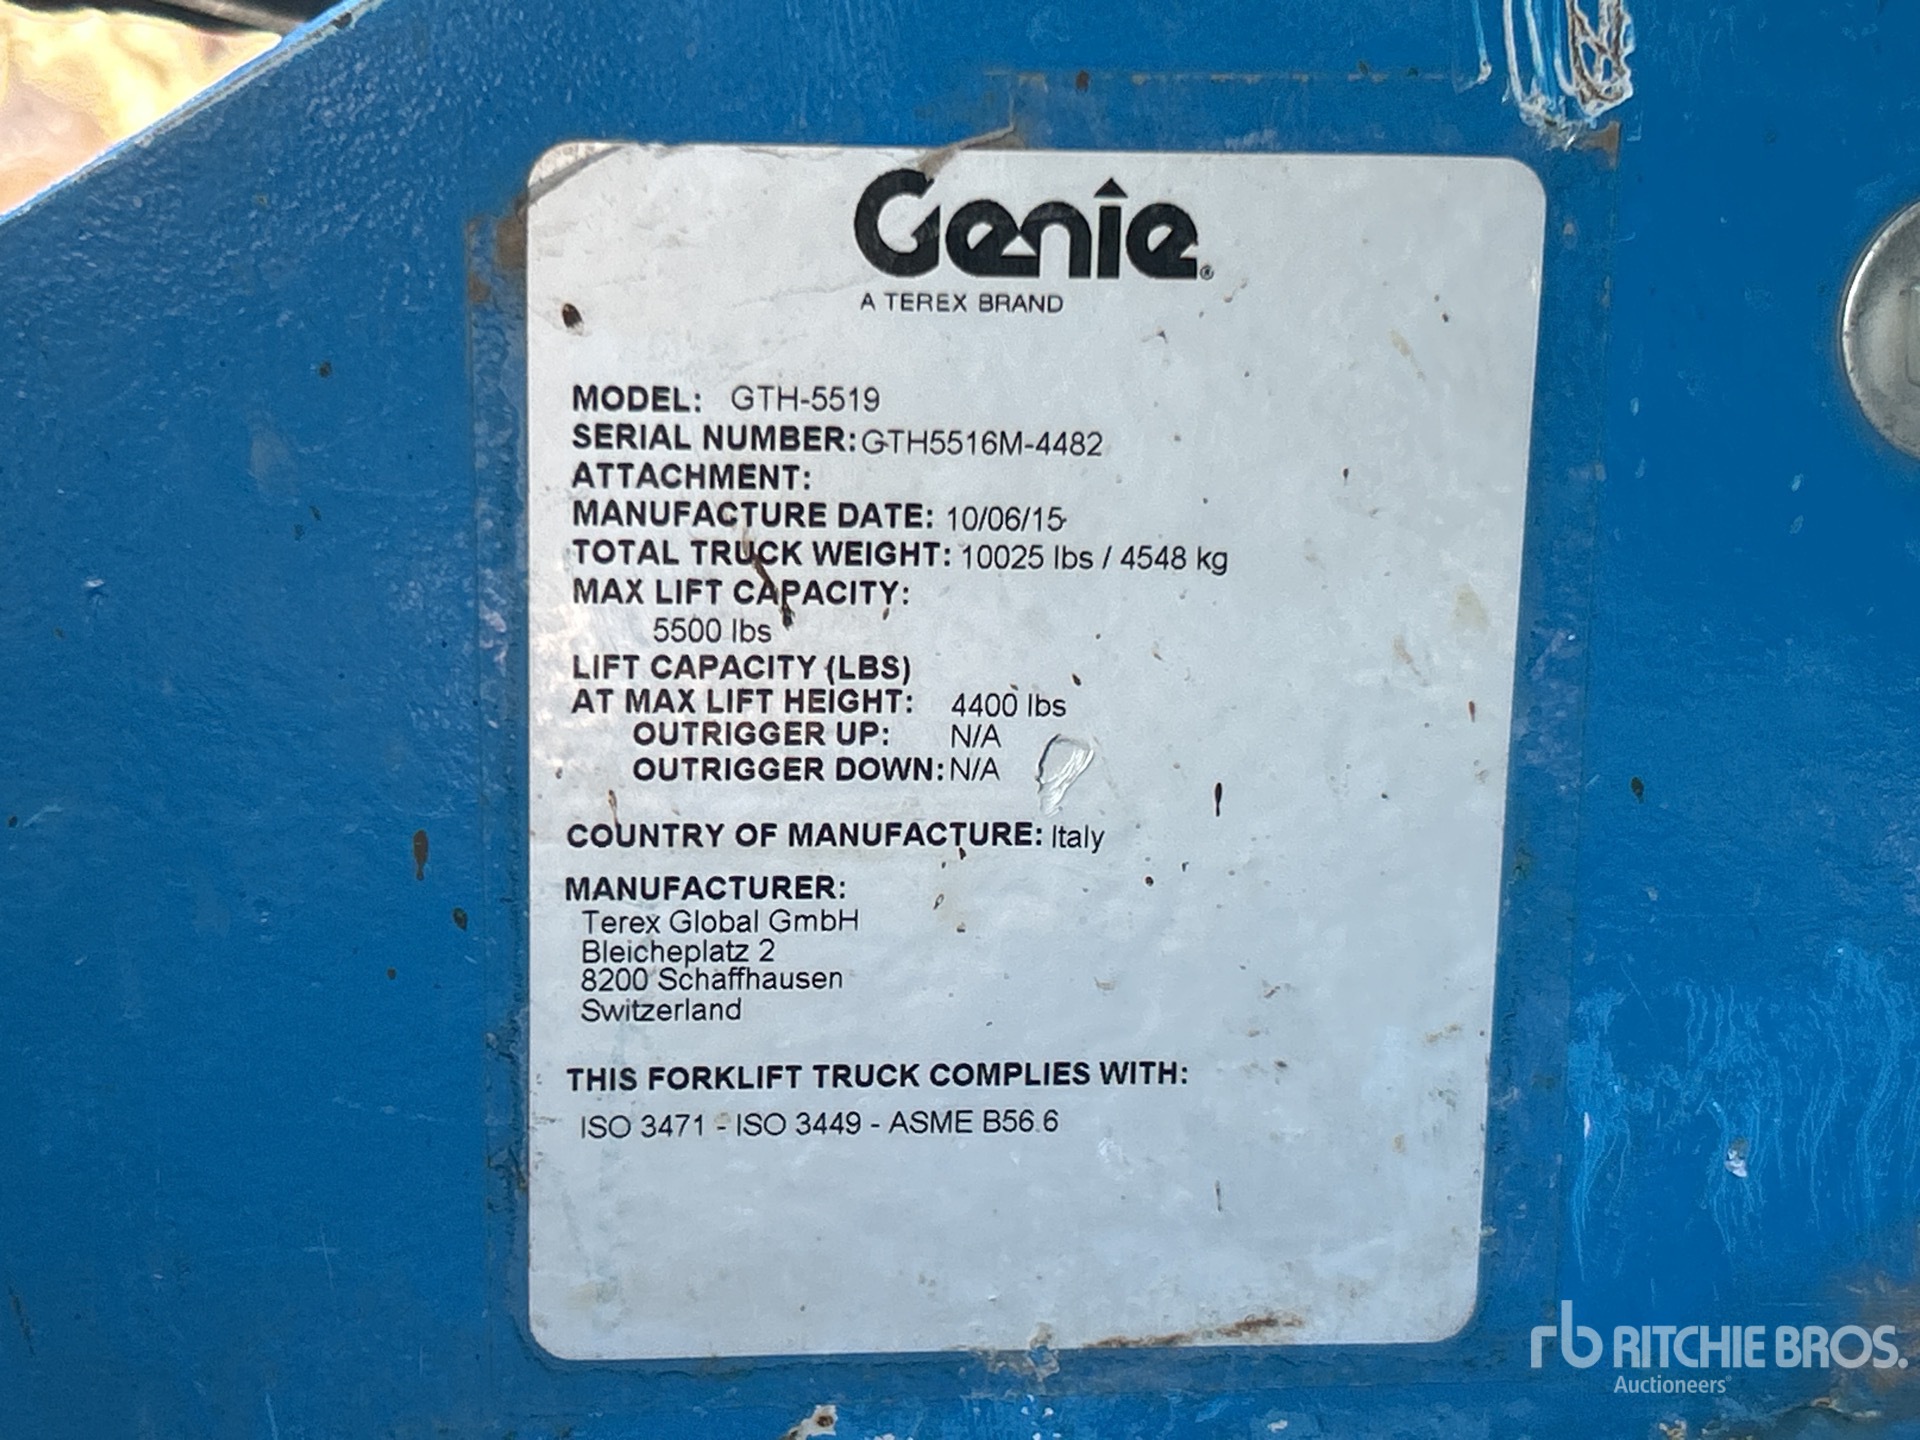 Genie®
A TEREX BRAND
MODEL: GTH-5519
SERIAL NUMBER: GTH5516M-4482
ATTACHMENT:
MANUFACTURE DATE: 10/06/15
TOTAL TRUCK WEIGHT: 10025 lbs / 4548 kg
MAX LIFT CAPACITY:
5500 lbs
LIFT CAPACITY (LBS)
AT MAX LIFT HEIGHT: 4400 lbs
OUTRIGGER UP: N/A
OUTRIGGER DOWN: N/A
COUNTRY OF MANUFACTURE: Italy
MANUFACTURER:
Terex Global GmbH
Bleicheplatz 2
8200 Schaffhausen
Switzerland
THIS FORKLIFT TRUCK COMPLIES WITH:
ISO 3471 - ISO 3449 - ASME B56.6
rb RITCHIE BROS.
Auctioneers®